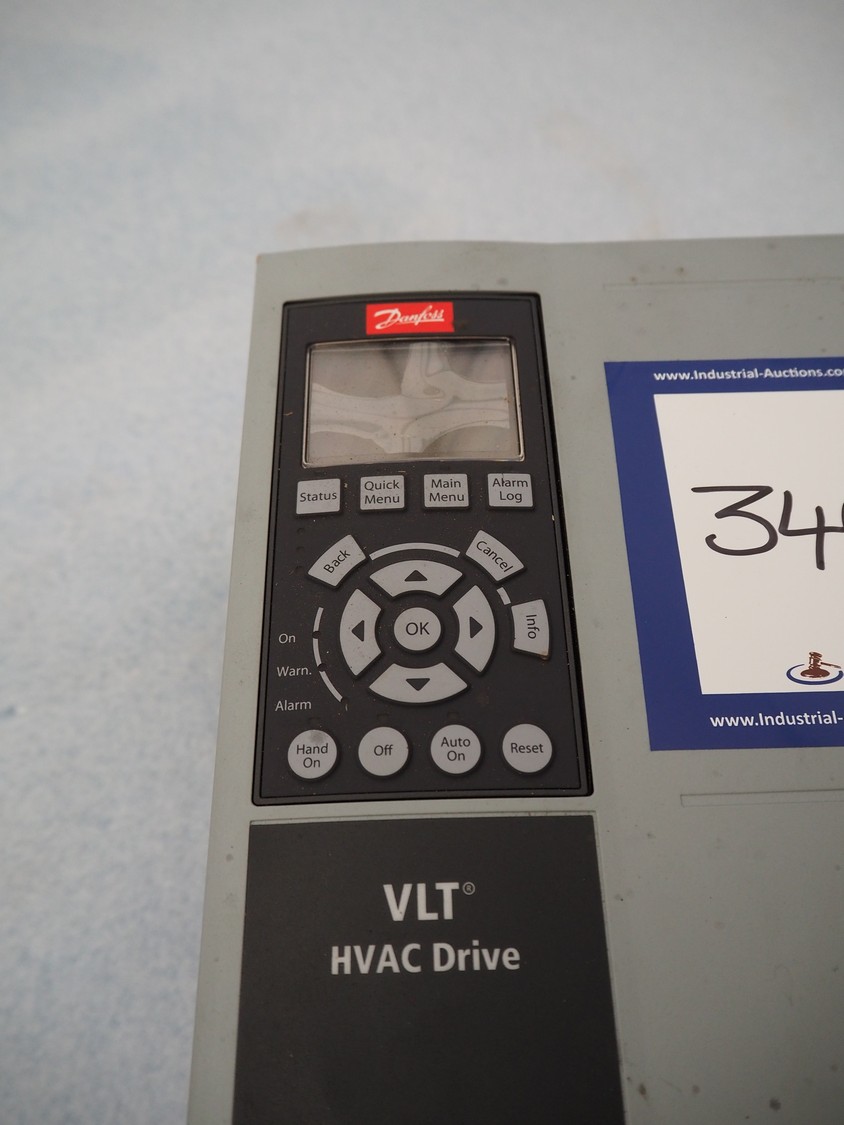 Danfoss
Status
Quick
Menu
Main
Menu
Alarm
Log
Back
Cancel
OK
Info
On
Warn.
Alarm
Hand
On
Off
Auto
On
Reset
VLT®
HVAC Drive
www.Industrial-Auctions.co
34
www.Industrial-